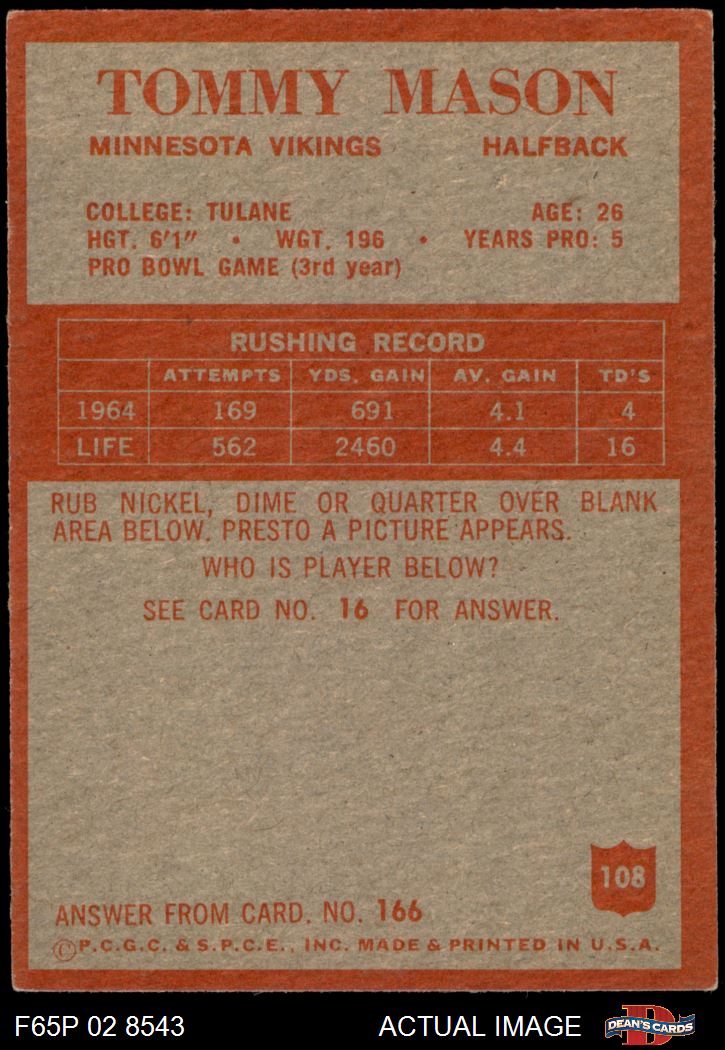 TOMMY MASON
MINNESOTA VIKINGS HALFBACK
COLLEGE: TULANE AGE: 26
HGT. 6'1" • WGT. 196 • YEARS PRO: 5
PRO BOWL GAME (3rd year)
RUSHING RECORD
ATTEMPTS YDS. GAIN AV. GAIN TD'S
1964 169 691 4.1 4
LIFE 562 2460 4.4 16
RUB NICKEL, DIME OR QUARTER OVER BLANK
AREA BELOW. PRESTO A PICTURE APPEARS.
WHO IS PLAYER BELOW?
SEE CARD NO. 16 FOR ANSWER.
108
ANSWER FROM CARD. NO. 166
©P.C.G.C. & S.P.C.E., INC. MADE & PRINTED IN U.S.A.
F65P 02 8543 ACTUAL IMAGE D DEAN'S CARDS